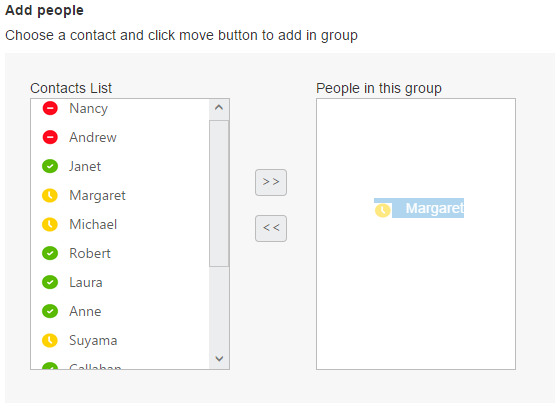 Add people
Choose a contact and click move button to add in group
Contacts List
Nancy
Andrew
Janet
Margaret
Michael
Robert
Laura
Anne
Suyama
Callahan
>>
<<
People in this group
Margaret